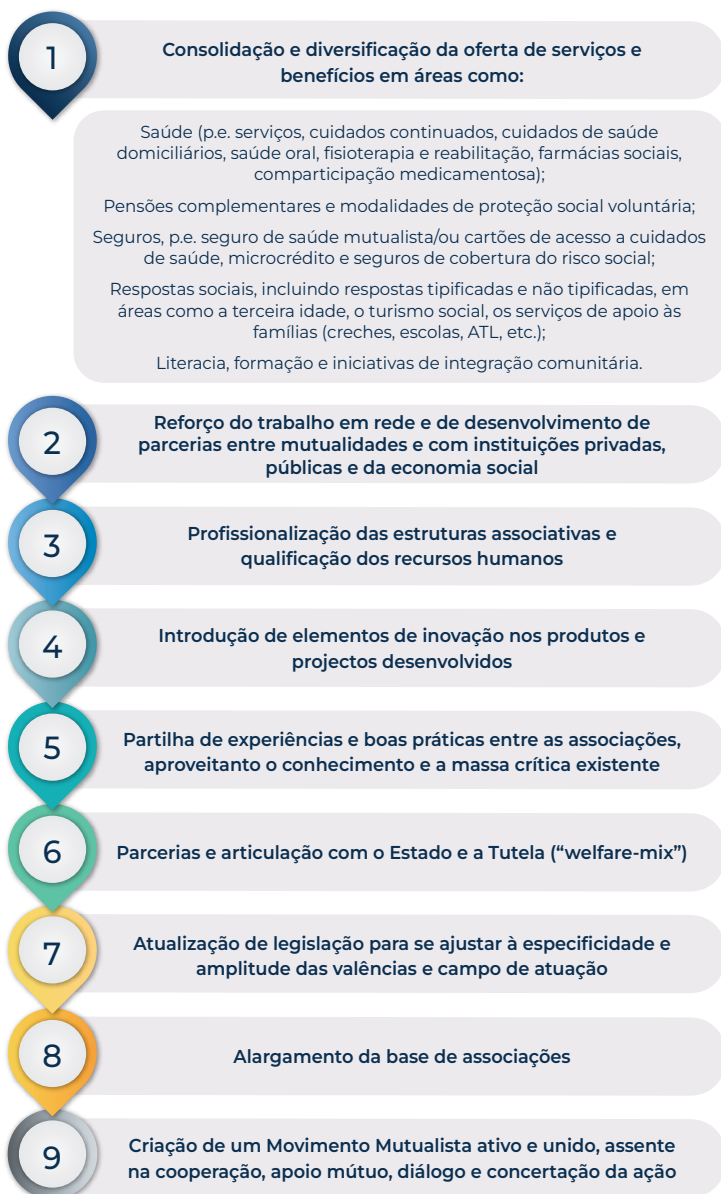 1
Consolidação e diversificação da oferta de serviços e
benefícios em áreas como:
Saúde (p.e. serviços, cuidados continuados, cuidados de saúde
domiciliários, saúde oral, fisioterapia e reabilitação, farmácias sociais,
comparticipação medicamentosa);
Pensões complementares e modalidades de proteção social voluntária;
Seguros, p.e. seguro de saúde mutualista/ou cartões de acesso a cuidados
de saúde, microcrédito e seguros de cobertura do risco social;
Respostas sociais, incluindo respostas tipificadas e não tipificadas, em
áreas como a terceira idade, o turismo social, os serviços de apoio às
famílias (creches, escolas, ATL, etc.);
Literacia, formação e iniciativas de integração comunitária.
2
Reforço do trabalho em rede e de desenvolvimento de
parcerias entre mutualidades e com instituições privadas,
públicas e da economia social
3
Profissionalização das estruturas associativas e
qualificação dos recursos humanos
4
Introdução de elementos de inovação nos produtos e
projectos desenvolvidos
5
Partilha de experiências e boas práticas entre as associações,
aproveitanto o conhecimento e a massa crítica existente
6
Parcerias e articulação com o Estado e a Tutela (“welfare-mix”)
7
Atualização de legislação para se ajustar à especificidade e
amplitude das valências e campo de atuação
8
Alargamento da base de associações
9
Criação de um Movimento Mutualista ativo e unido, assente
na cooperação, apoio mútuo, diálogo e concertação da ação